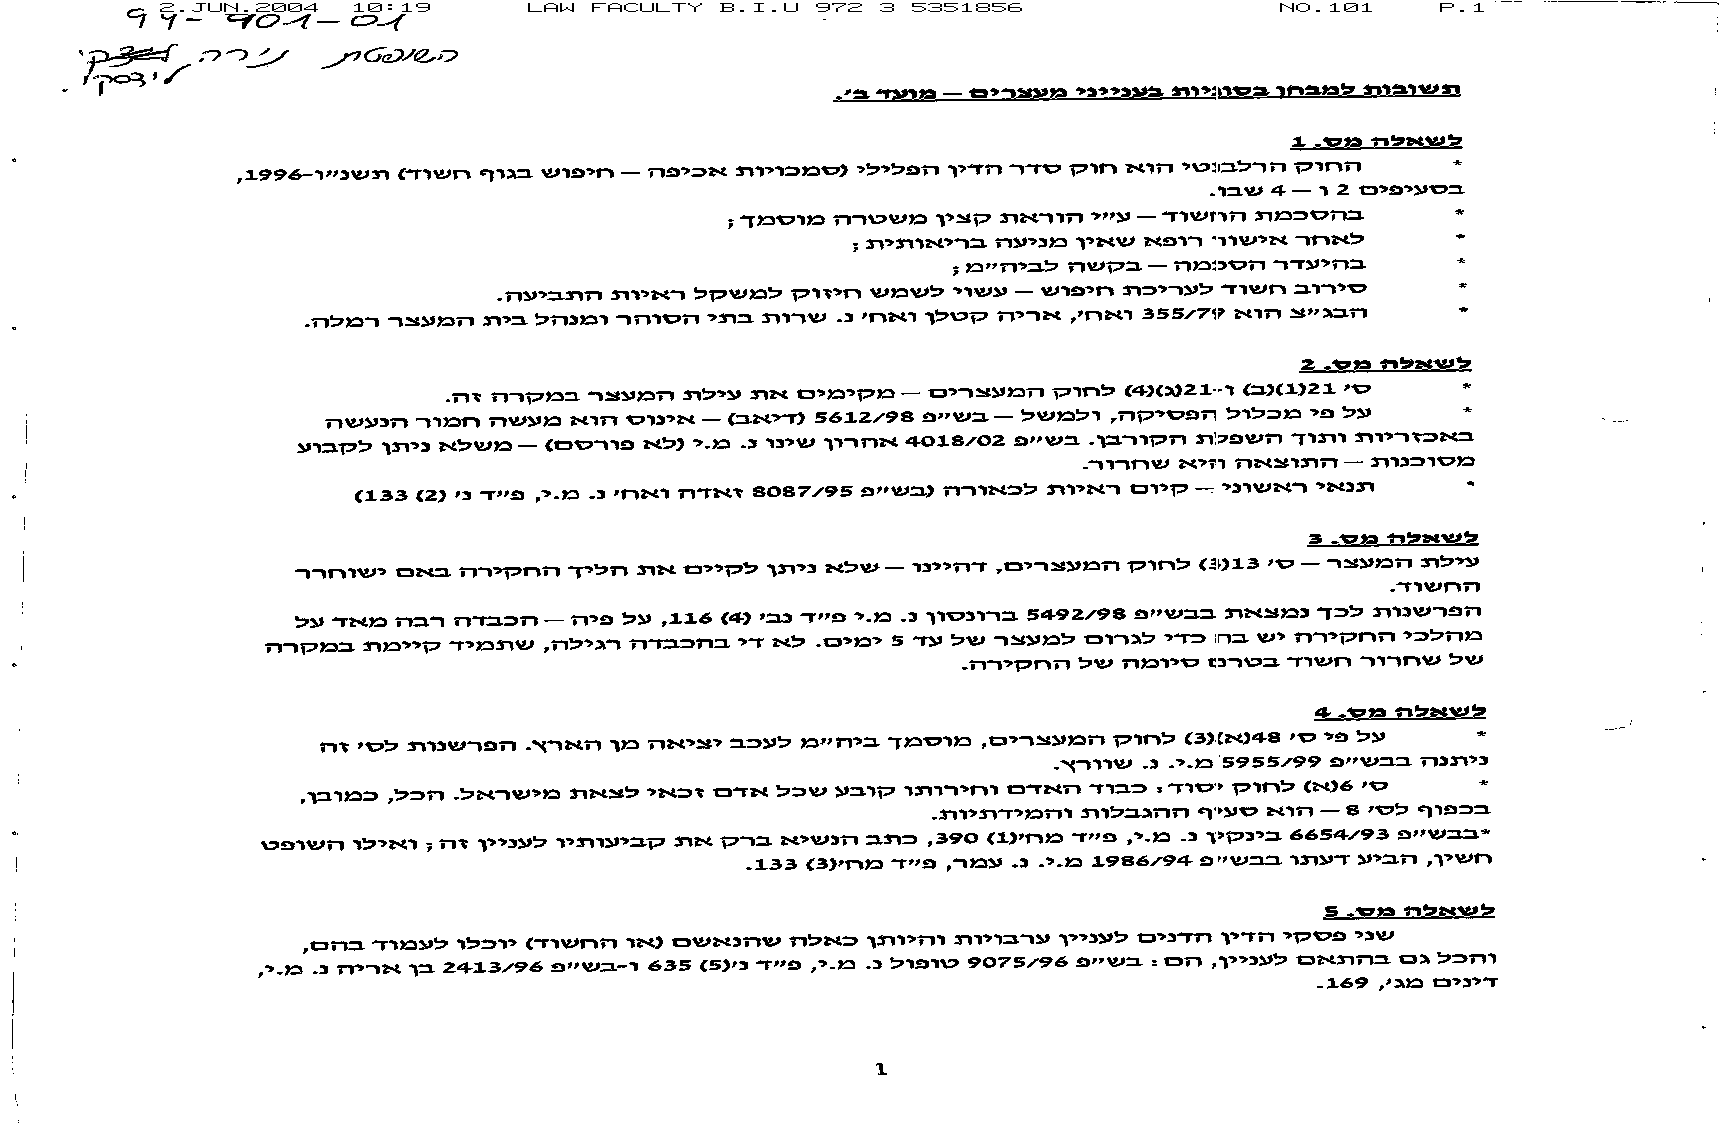 2.JUN.2004 10:19 LAW FACULTY B.I.U 972 3 5351856 NO.101 P.1
99-901-01
השופטת נירה
לידסקי.
תשובות למבחן בסוגיות בענייני מעצרים – מועד ב'.
לשאלה מס. 1
* החוק הרלבנטי הוא חוק סדר הדין הפלילי (סמכויות אכיפה – חיפוש בגוף חשוד) תשנ"ו-1996,
בסעיפים 2 ו – 4 שבו.
* בהסכמת החשוד – ע"י הוראת קצין משטרה מוסמך;
* לאחר אישור רופא שאין מניעה בריאותית;
* בהיעדר הסכמה – בקשה לביה"מ;
* סירוב חשוד לעריכת חיפוש – עשוי לשמש חיזוק למשקל ראיות התביעה.
* הבג"צ הוא 355/79 ואח', אריה קטלן ואח' נ. שרות בתי הסוהר ומנהל בית המעצר רמלה.
לשאלה מס. 2
* ס' 21(1)(ב) ו-21(ג)(4) לחוק המעצרים – מקימים את עילת המעצר במקרה זה.
* על פי מכלול הפסיקה, ולמשל – בש"פ 5612/98 (דיאב) – אינוס הוא מעשה חמור הנעשה
באכזריות ותוך השפלת הקורבן. בש"פ 4018/02 אהרון שינו נ. מ.י (לא פורסם) – משלא ניתן לקבוע
מסוכנות – התוצאה היא שחרור.
* תנאי ראשוני – קיום ראיות לכאורה (בש"פ 8087/95 זאדה ואח' נ. מ.י, פ"ד נ' (2) 133)
לשאלה מס. 3
עילת המעצר – ס' 13(3) לחוק המעצרים, דהיינו – שלא ניתן לקיים את הליך החקירה באם ישוחרר
החשוד.
הפרשנות לכך נמצאת בבש"פ 5492/98 ברונסון נ. מ.י פ"ד נב' (4) 116, על פיה – הכבדה רבה מאד על
מהלכי החקירה יש בה כדי לגרום למעצר של עד 5 ימים. לא די בהכבדה רגילה, שתמיד קיימת במקרה
של שחרור חשוד בטרם סיומה של החקירה.
לשאלה מס. 4
* על פי ס' 48(א)(3) לחוק המעצרים, מוסמך ביה"מ לעכב יציאה מן הארץ. הפרשנות לס' זה
ניתנה בבש"פ 5955/99 מ.י. נ. שוורץ.
* ס' 6(א) לחוק יסוד: כבוד האדם וחירותו קובע שכל אדם זכאי לצאת מישראל. הכל, כמובן,
בכפוף לס' 8 – הוא סעיף ההגבלות והמידתיות.
*בבש"פ 6654/93 בינקין נ. מ.י, פ"ד מח'(1) 390, כתב הנשיא ברק את קביעותיו לעניין זה; ואילו השופט
חשין, הביע דעתו בבש"פ 1986/94 מ.י. נ. עמר, פ"ד מח'(3) 133.
לשאלה מס. 5
שני פסקי הדין הדנים לעניין ערבויות והיותן כאלה שהנאשם (או החשוד) יוכלו לעמוד בהם,
והכל גם בהתאם לעניין, הם: בש"פ 9075/96 טופול נ. מ.י, פ"ד נ'(5) 635 ו-בש"פ 2413/96 בן אריה נ. מ.י,
דינים מג', 169.
1